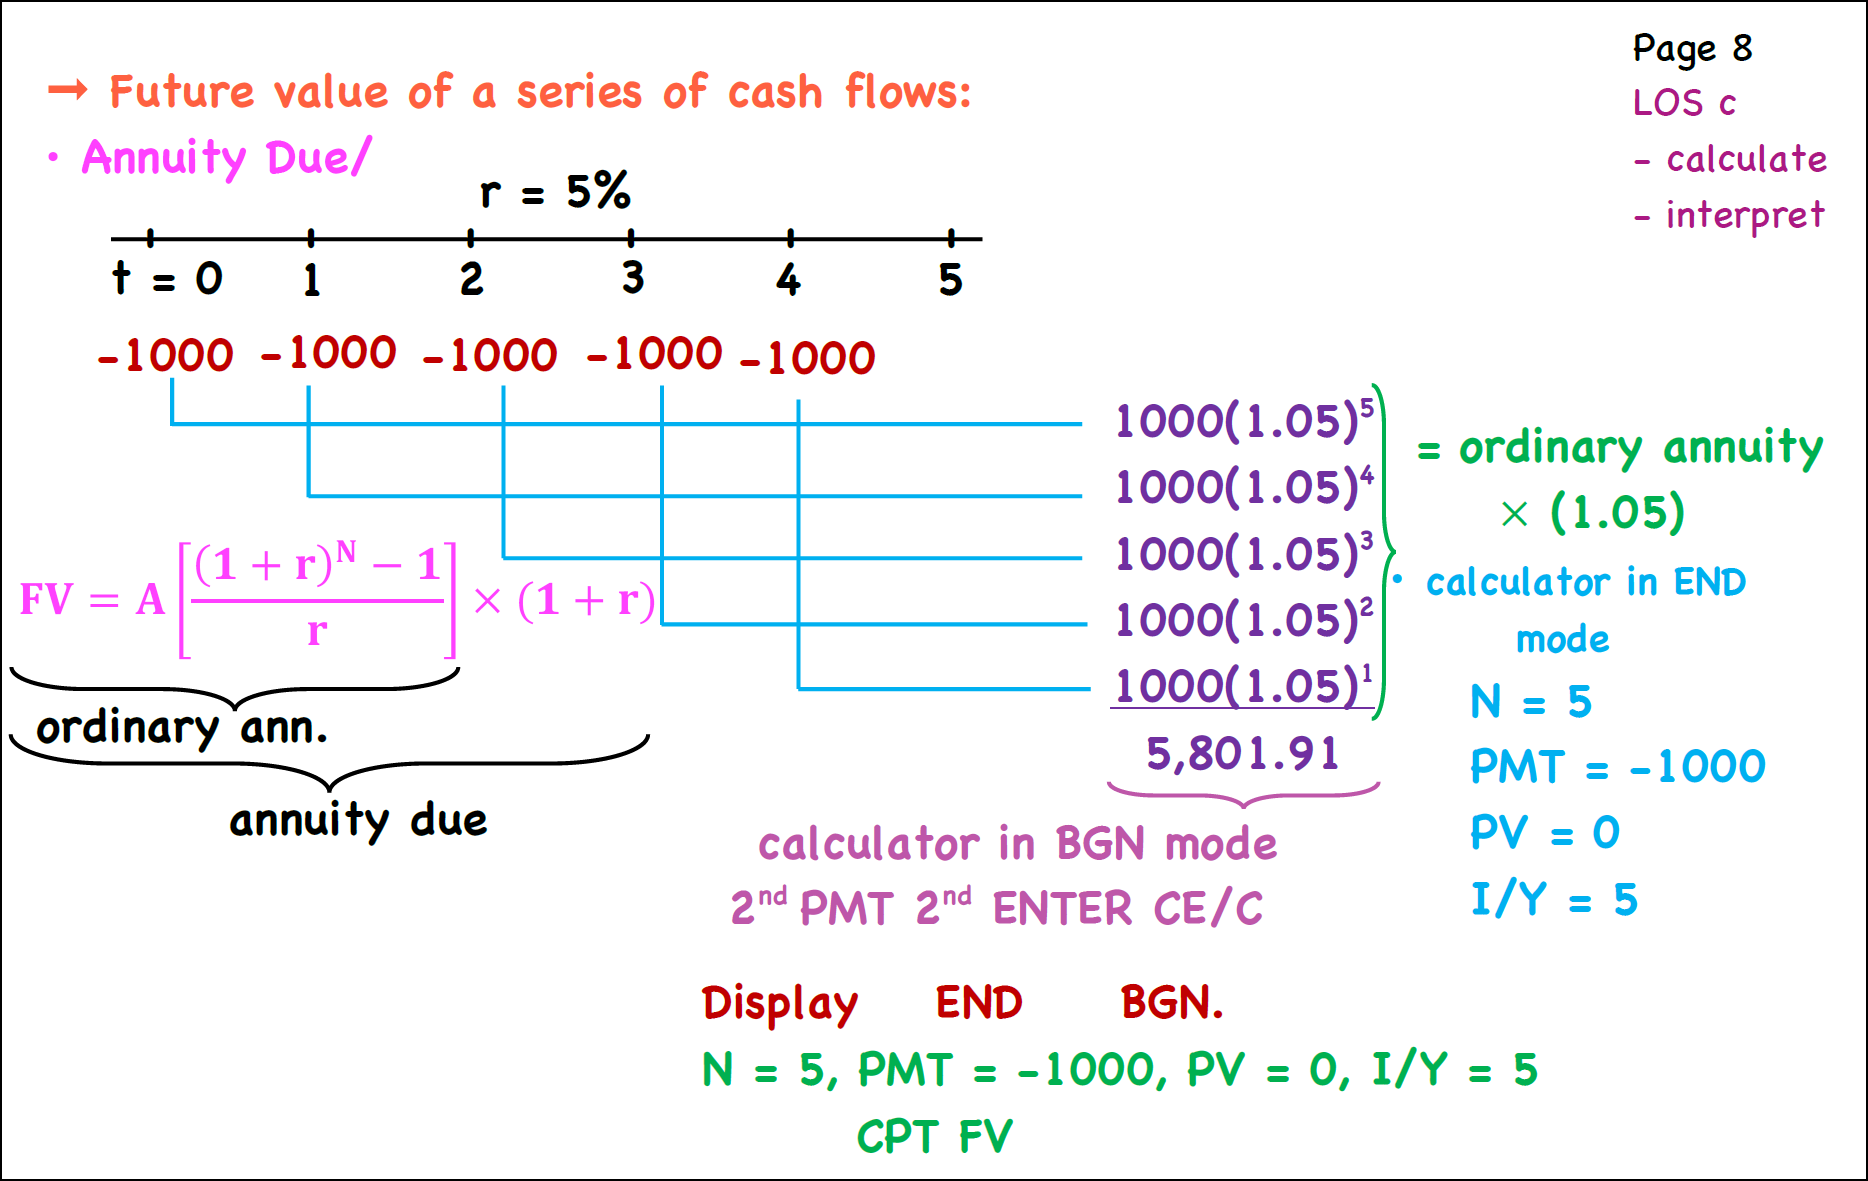 Page 8
LOS c
- calculate
- interpret
→ Future value of a series of cash flows:
• Annuity Due/
r = 5%
t = 0 1 2 3 4 5
-1000 -1000 -1000 -1000 -1000
1000(1.05)⁵
1000(1.05)⁴
1000(1.05)³
1000(1.05)²
1000(1.05)¹
5,801.91
= ordinary annuity
× (1.05)
• calculator in END
mode
N = 5
PMT = -1000
PV = 0
I/Y = 5
FV = A [((1 + r)ᴺ − 1) / r] × (1 + r)
ordinary ann.
annuity due
calculator in BGN mode
2ⁿᵈ PMT 2ⁿᵈ ENTER CE/C
Display END BGN.
N = 5, PMT = -1000, PV = 0, I/Y = 5
CPT FV